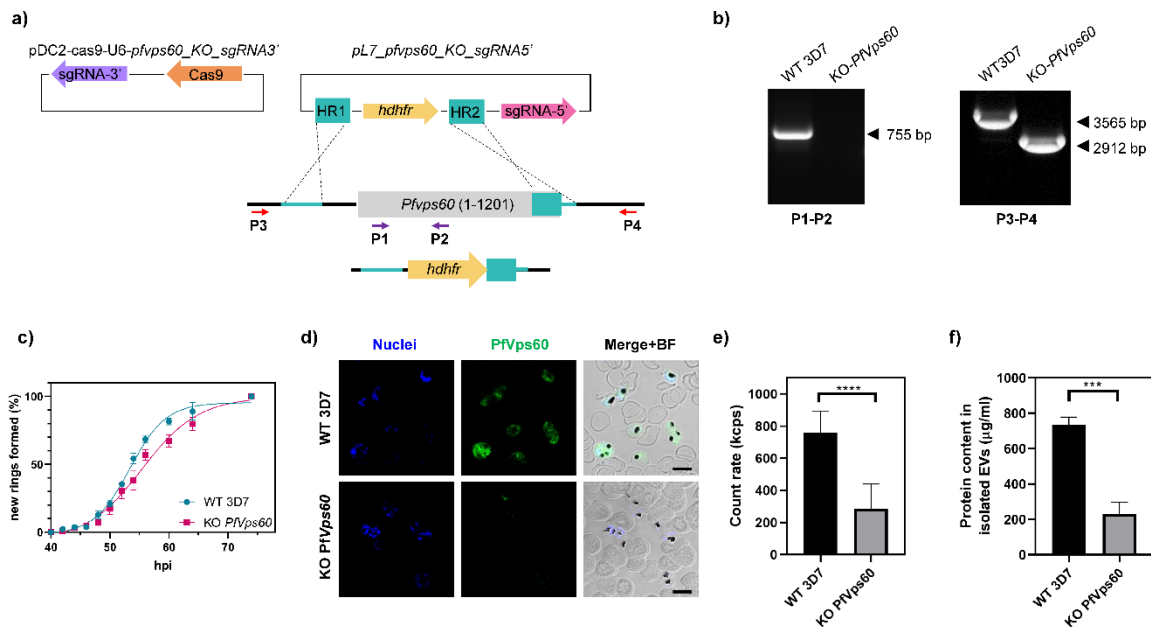 a)
pDC2-cas9-U6-pfvps60_KO_sgRNA3'
pL7_pfvps60_KO_sgRNA5'
sgRNA-3'
Cas9
HR1
hdhfr
HR2
sgRNA-5'
Pfvps60 (1-1201)
P3
P1
P2
P4
hdhfr
b)
WT 3D7
KO-PfVps60
755 bp
P1-P2
WT3D7
KO-PfVps60
3565 bp
2912 bp
P3-P4
c)
new rings formed (%)
100
50
0
40
50
60
70
hpi
WT 3D7
KO PfVps60
d)
Nuclei
PfVps60
Merge+BF
WT 3D7
KO PfVps60
e)
Count rate (kcps)
1000
800
600
400
200
0
****
WT 3D7
KO PfVps60
f)
Protein content in
isolated EVs (µg/ml)
1000
800
600
400
200
0
***
WT 3D7
KO PfVps60